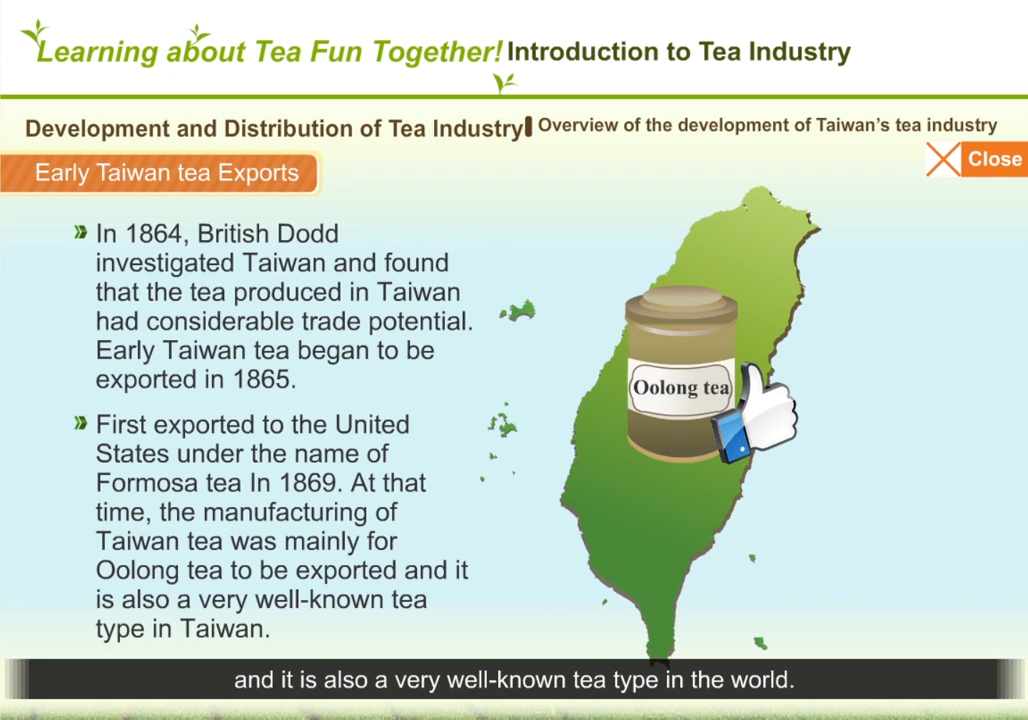 Learning about Tea Fun Together! Introduction to Tea Industry
Development and Distribution of Tea Industry Overview of the development of Taiwan's tea industry
Close
Early Taiwan tea Exports
In 1864, British Dodd
investigated Taiwan and found
that the tea produced in Taiwan
had considerable trade potential.
Early Taiwan tea began to be
exported in 1865.
First exported to the United
States under the name of
Formosa tea In 1869. At that
time, the manufacturing of
Taiwan tea was mainly for
Oolong tea to be exported and it
is also a very well-known tea
type in Taiwan.
Oolong tea
and it is also a very well-known tea type in the world.